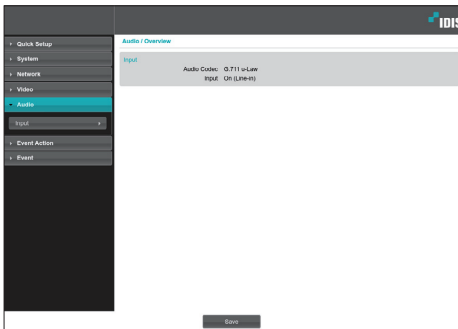 IDIS
Quick Setup
System
Network
Video
Audio
Input
Event Action
Event
Audio / Overview
Input
Audio Codec G.711 u-Law
Input On (Line-in)
Save